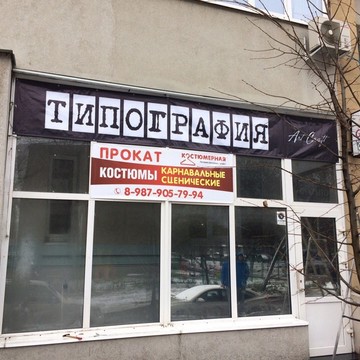 ТИПОГРАФИЯ
Art Craft
ПРОКАТ
КОСТЮМЕРНАЯ
КОСТЮМЫ
КАРНАВАЛЬНЫЕ
СЦЕНИЧЕСКИЕ
8-987-905-79-94